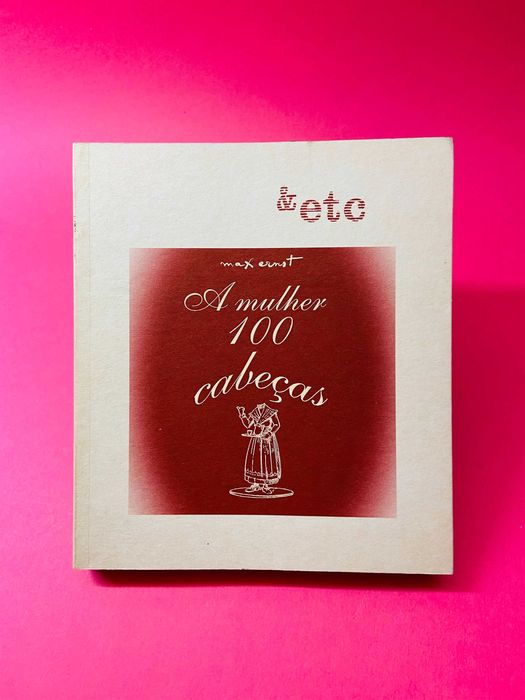 &etc
max ernst
A mulher
100
cabeças